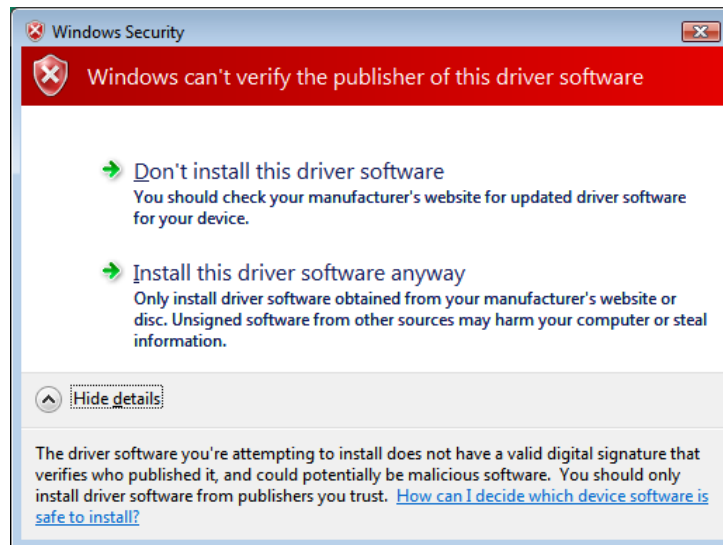 Windows Security
Windows can't verify the publisher of this driver software
Don't install this driver software
You should check your manufacturer's website for updated driver software
for your device.
Install this driver software anyway
Only install driver software obtained from your manufacturer's website or
disc. Unsigned software from other sources may harm your computer or steal
information.
Hide details
The driver software you're attempting to install does not have a valid digital signature that
verifies who published it, and could potentially be malicious software.  You should only
install driver software from publishers you trust.  How can I decide which device software is
safe to install?